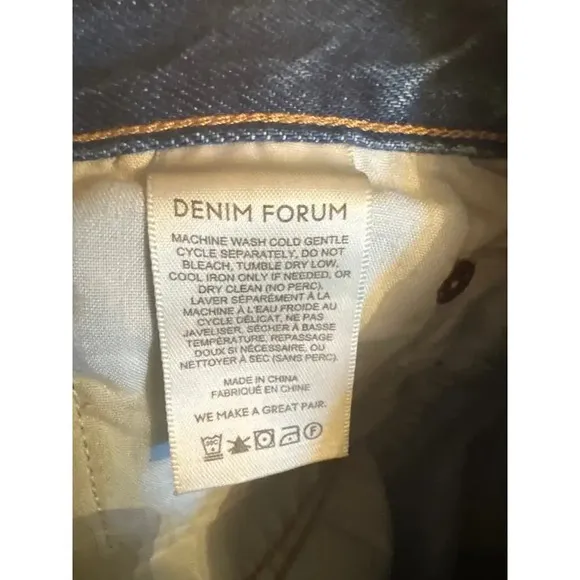 DENIM FORUM
MACHINE WASH COLD GENTLE
CYCLE SEPARATELY, DO NOT
BLEACH, TUMBLE DRY LOW,
COOL IRON ONLY IF NEEDED, OR
DRY CLEAN (NO PERC).
LAVER SÉPARÉMENT À LA
MACHINE À L'EAU FROIDE AU
CYCLE DÉLICAT, NE PAS
JAVELISER, SÉCHER À BASSE
TEMPÉRATURE, REPASSAGE
DOUX SI NÉCESSAIRE, OU
NETTOYER À SEC (SANS PERC).
MADE IN CHINA
FABRIQUÉ EN CHINE
WE MAKE A GREAT PAIR.
F